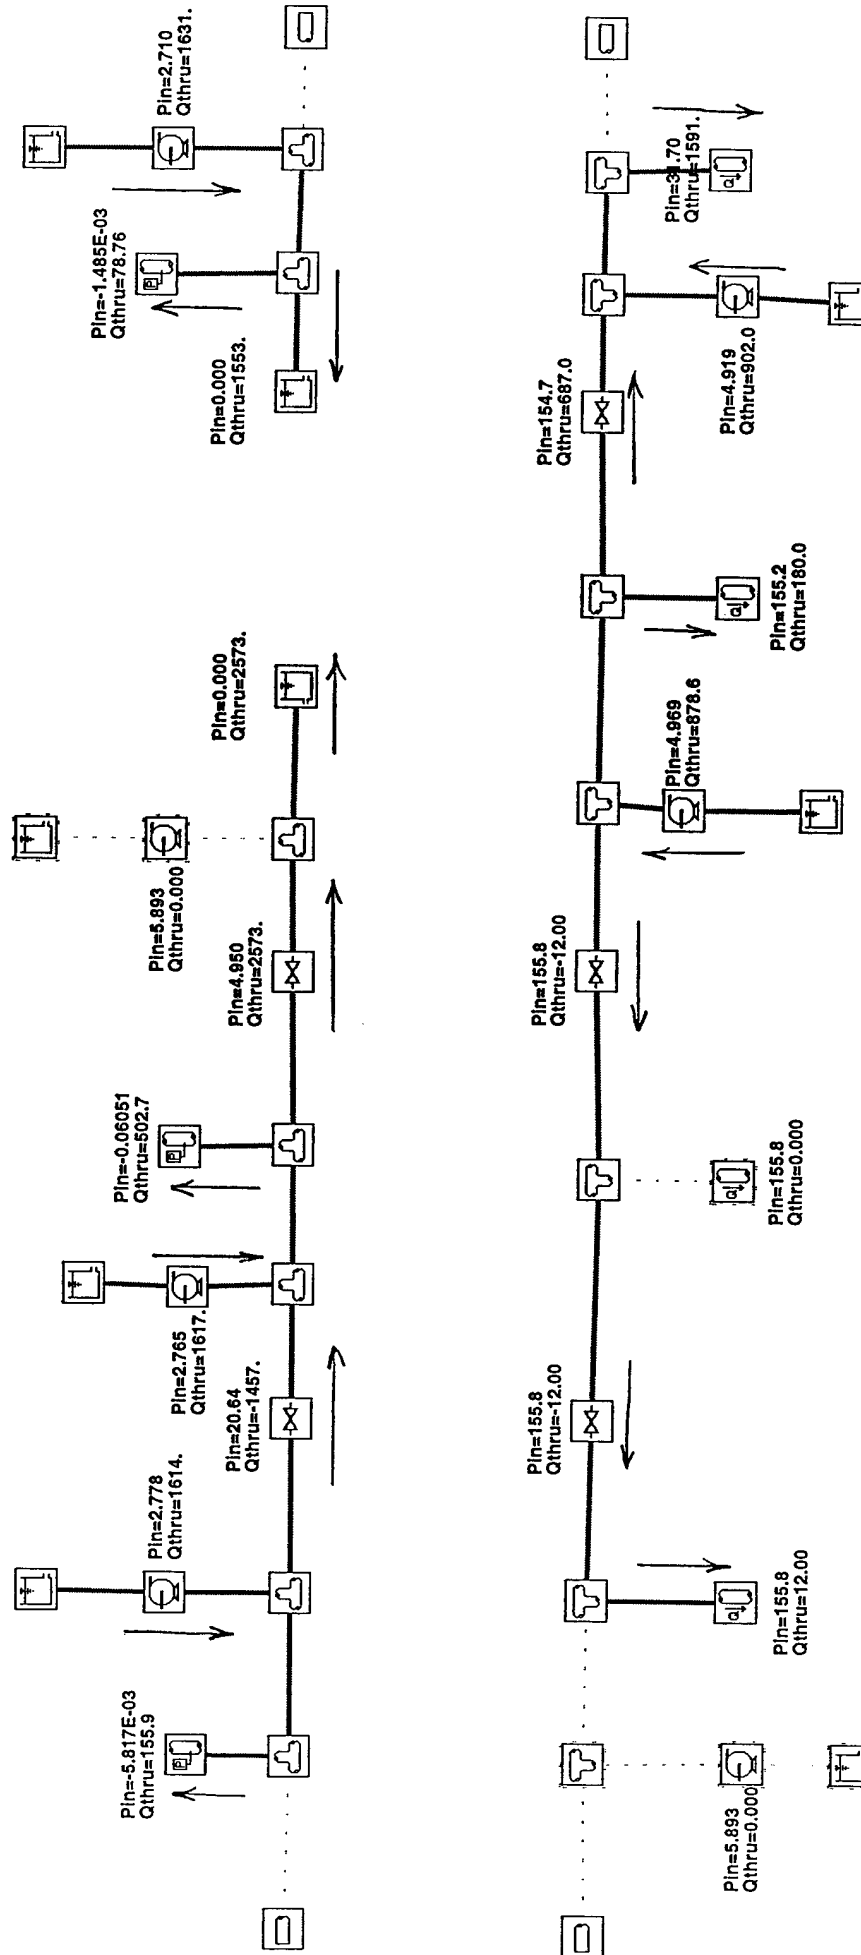 Pin=-5.817E-03
Qthru=155.9
Pin=2.778
Qthru=1614.
Pin=20.64
Qthru=-1457.
Pin=2.765
Qthru=1617.
Pin=-0.06051
Qthru=502.7
Pin=4.950
Qthru=2573.
Pin=5.893
Qthru=0.000
Pin=0.000
Qthru=2573.
Pin=0.000
Qthru=1553.
Pin=-1.485E-03
Qthru=78.76
Pin=2.710
Qthru=1631.
Pin=5.893
Qthru=0.000
Pin=155.8
Qthru=12.00
Pin=155.8
Qthru=-12.00
Pin=155.8
Qthru=0.000
Pin=155.8
Qthru=-12.00
Pin=4.969
Qthru=878.6
Pin=155.2
Qthru=180.0
Pin=154.7
Qthru=687.0
Pin=4.919
Qthru=902.0
Qthru=1591.